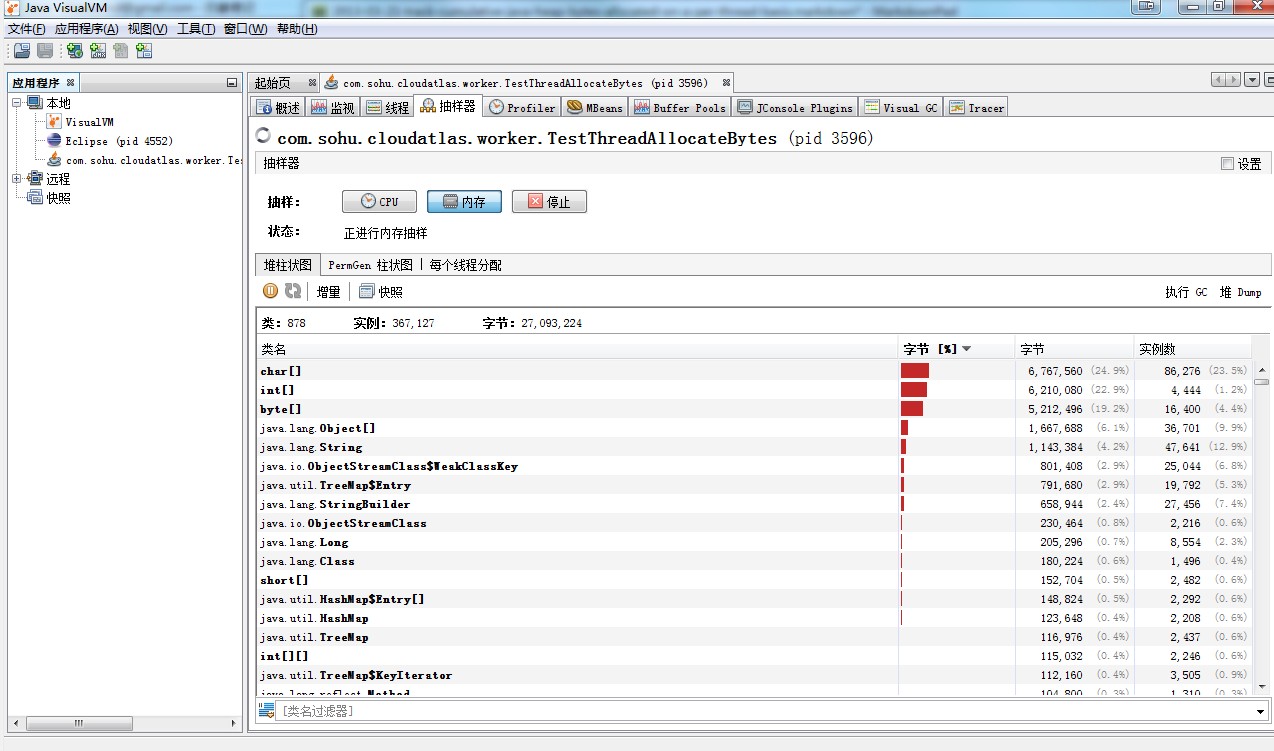 Java VisualVM
文件(F) 应用程序(A) 视图(V) 工具(T) 窗口(W) 帮助(H)
应用程序
本地
VisualVM
Eclipse (pid 4552)
com.sohu.cloudatlas.worker.Te
远程
快照
起始页 com.sohu.cloudatlas.worker.TestThreadAllocateBytes (pid 3596)
概述 监视 线程 抽样器 Profiler MBeans Buffer Pools JConsole Plugins Visual GC Tracer
com.sohu.cloudatlas.worker.TestThreadAllocateBytes (pid 3596)
抽样器 设置
抽样： CPU 内存 停止
状态： 正进行内存抽样
堆柱状图 PermGen 柱状图 每个线程分配
增量 快照 执行 GC 堆 Dump
类: 878 实例: 367,127 字节: 27,093,224
类名 字节 [%] 字节 实例数
char[] 6,767,560 (24.9%) 86,276 (23.5%)
int[] 6,210,080 (22.9%) 4,444 (1.2%)
byte[] 5,212,496 (19.2%) 16,400 (4.4%)
java.lang.Object[] 1,667,688 (6.1%) 36,701 (9.9%)
java.lang.String 1,143,384 (4.2%) 47,641 (12.9%)
java.io.ObjectStreamClass$WeakClassKey 801,408 (2.9%) 25,044 (6.8%)
java.util.TreeMap$Entry 791,680 (2.9%) 19,792 (5.3%)
java.lang.StringBuilder 658,944 (2.4%) 27,456 (7.4%)
java.io.ObjectStreamClass 230,464 (0.8%) 2,216 (0.6%)
java.lang.Long 205,296 (0.7%) 8,554 (2.3%)
java.lang.Class 180,224 (0.6%) 1,496 (0.4%)
short[] 152,704 (0.5%) 2,482 (0.6%)
java.util.HashMap$Entry[] 148,824 (0.5%) 2,292 (0.6%)
java.util.HashMap 123,648 (0.4%) 2,208 (0.6%)
java.util.TreeMap 116,976 (0.4%) 2,437 (0.6%)
int[][] 115,032 (0.4%) 2,246 (0.6%)
java.util.TreeMap$KeyIterator 112,160 (0.4%) 3,505 (0.9%)
java.lang.reflect.Method 104,800 (0.3%) 1,310 (0.3%)
[类名过滤器]